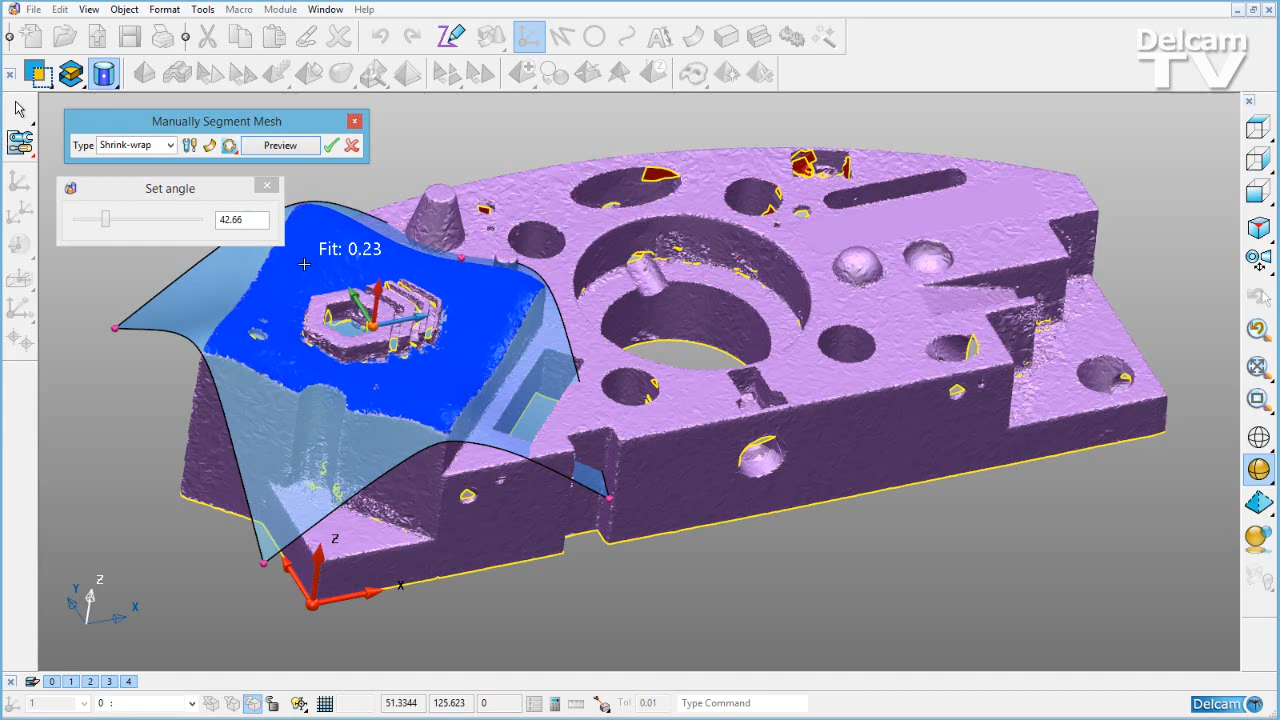 File Edit View Object Format Tools Macro Module Window Help
Delcam
TV
Manually Segment Mesh
Type Shrink-wrap Preview
Set angle
42.66
Fit: 0.23
Z
X
Z
Y
X
0 1 2 3 4
1 0 : 51.3344 125.623 0 Tol 0.01 Type Command Delcam